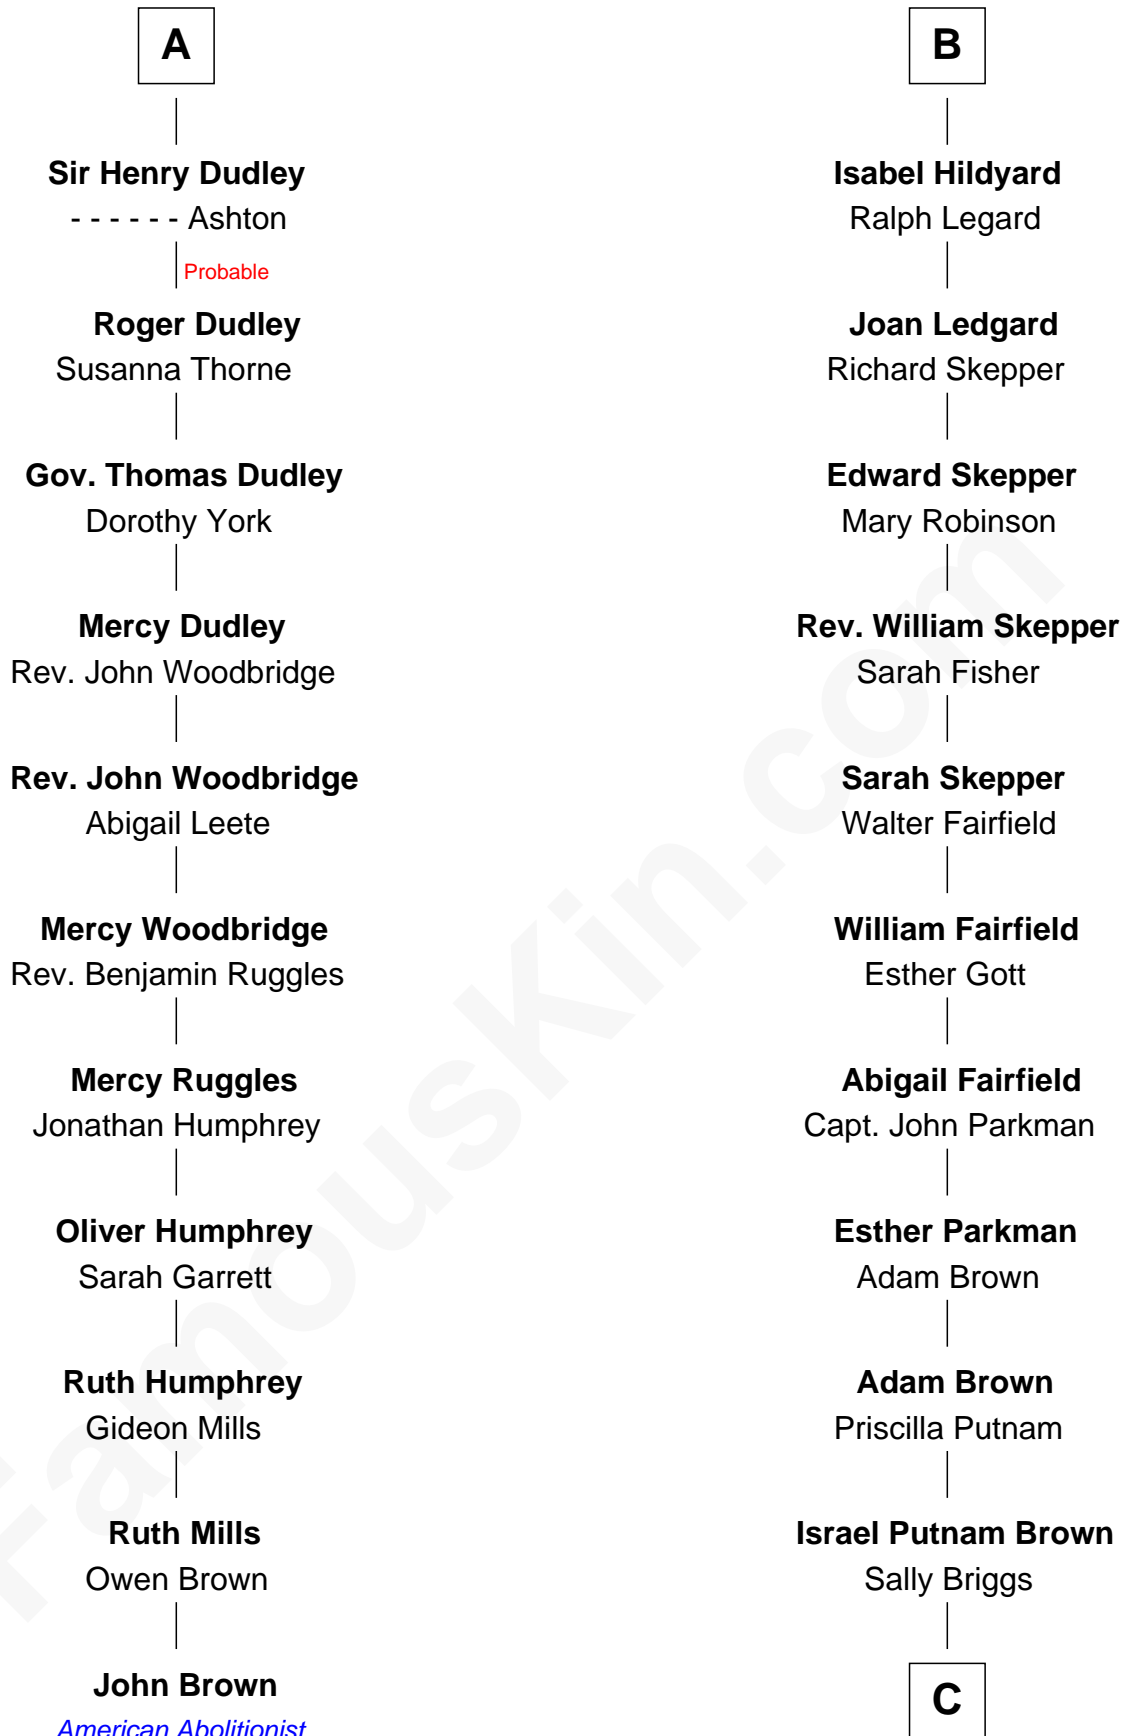 A
Sir Henry Dudley
- - - - - - Ashton
Probable
Roger Dudley
Susanna Thorne
Gov. Thomas Dudley
Dorothy York
Mercy Dudley
Rev. John Woodbridge
Rev. John Woodbridge
Abigail Leete
Mercy Woodbridge
Rev. Benjamin Ruggles
Mercy Ruggles
Jonathan Humphrey
Oliver Humphrey
Sarah Garrett
Ruth Humphrey
Gideon Mills
Ruth Mills
Owen Brown
John Brown
American Abolitionist
B
Isabel Hildyard
Ralph Legard
Joan Ledgard
Richard Skepper
Edward Skepper
Mary Robinson
Rev. William Skepper
Sarah Fisher
Sarah Skepper
Walter Fairfield
William Fairfield
Esther Gott
Abigail Fairfield
Capt. John Parkman
Esther Parkman
Adam Brown
Adam Brown
Priscilla Putnam
Israel Putnam Brown
Sally Briggs
C
FamousKin.com